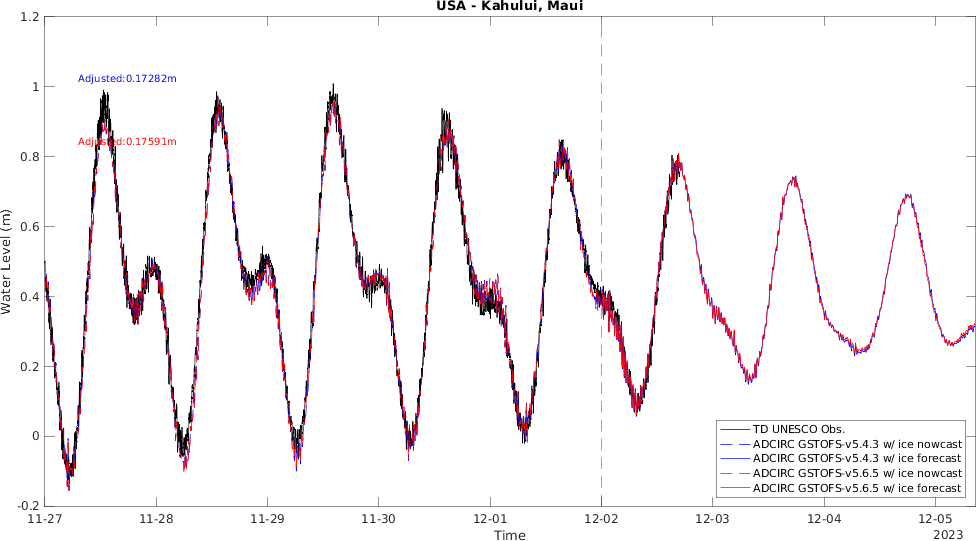 USA - Kahului, Maui
1.2
1
0.8
0.6
0.4
0.2
0
-0.2
Water Level (m)
Adjusted:0.17282m
Adjusted:0.17591m
TD UNESCO Obs.
ADCIRC GSTOFS-v5.4.3 w/ ice nowcast
ADCIRC GSTOFS-v5.4.3 w/ ice forecast
ADCIRC GSTOFS-v5.6.5 w/ ice nowcast
ADCIRC GSTOFS-v5.6.5 w/ ice forecast
11-27 11-28 11-29 11-30 12-01 12-02 12-03 12-04 12-05
Time
2023